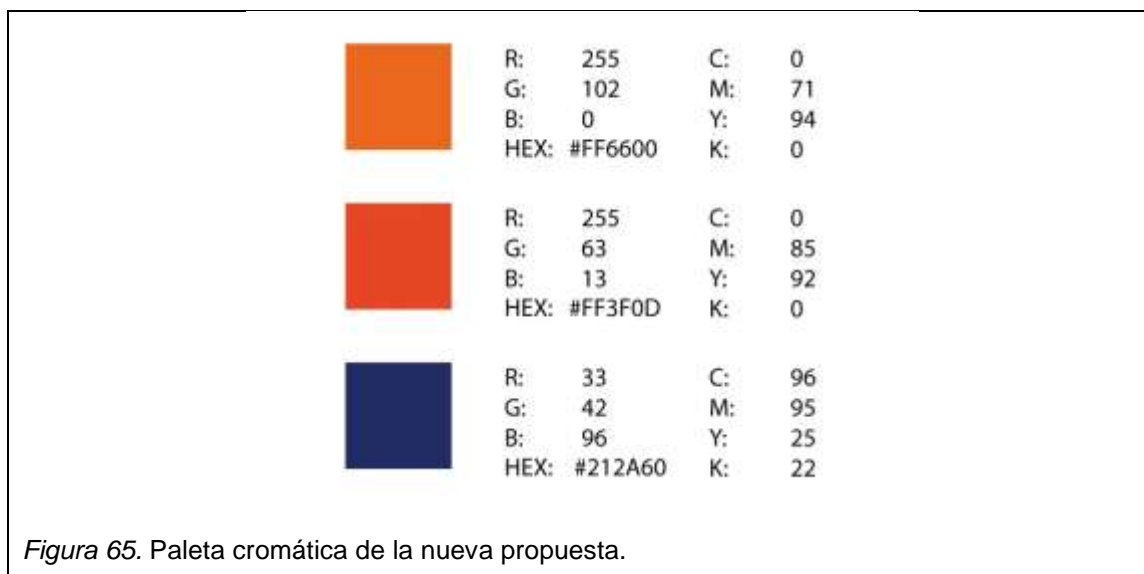 R: 255 C: 0
G: 102 M: 71
B: 0 Y: 94
HEX: #FF6600 K: 0
R: 255 C: 0
G: 63 M: 85
B: 13 Y: 92
HEX: #FF3F0D K: 0
R: 33 C: 96
G: 42 M: 95
B: 96 Y: 25
HEX: #212A60 K: 22
Figura 65. Paleta cromática de la nueva propuesta.